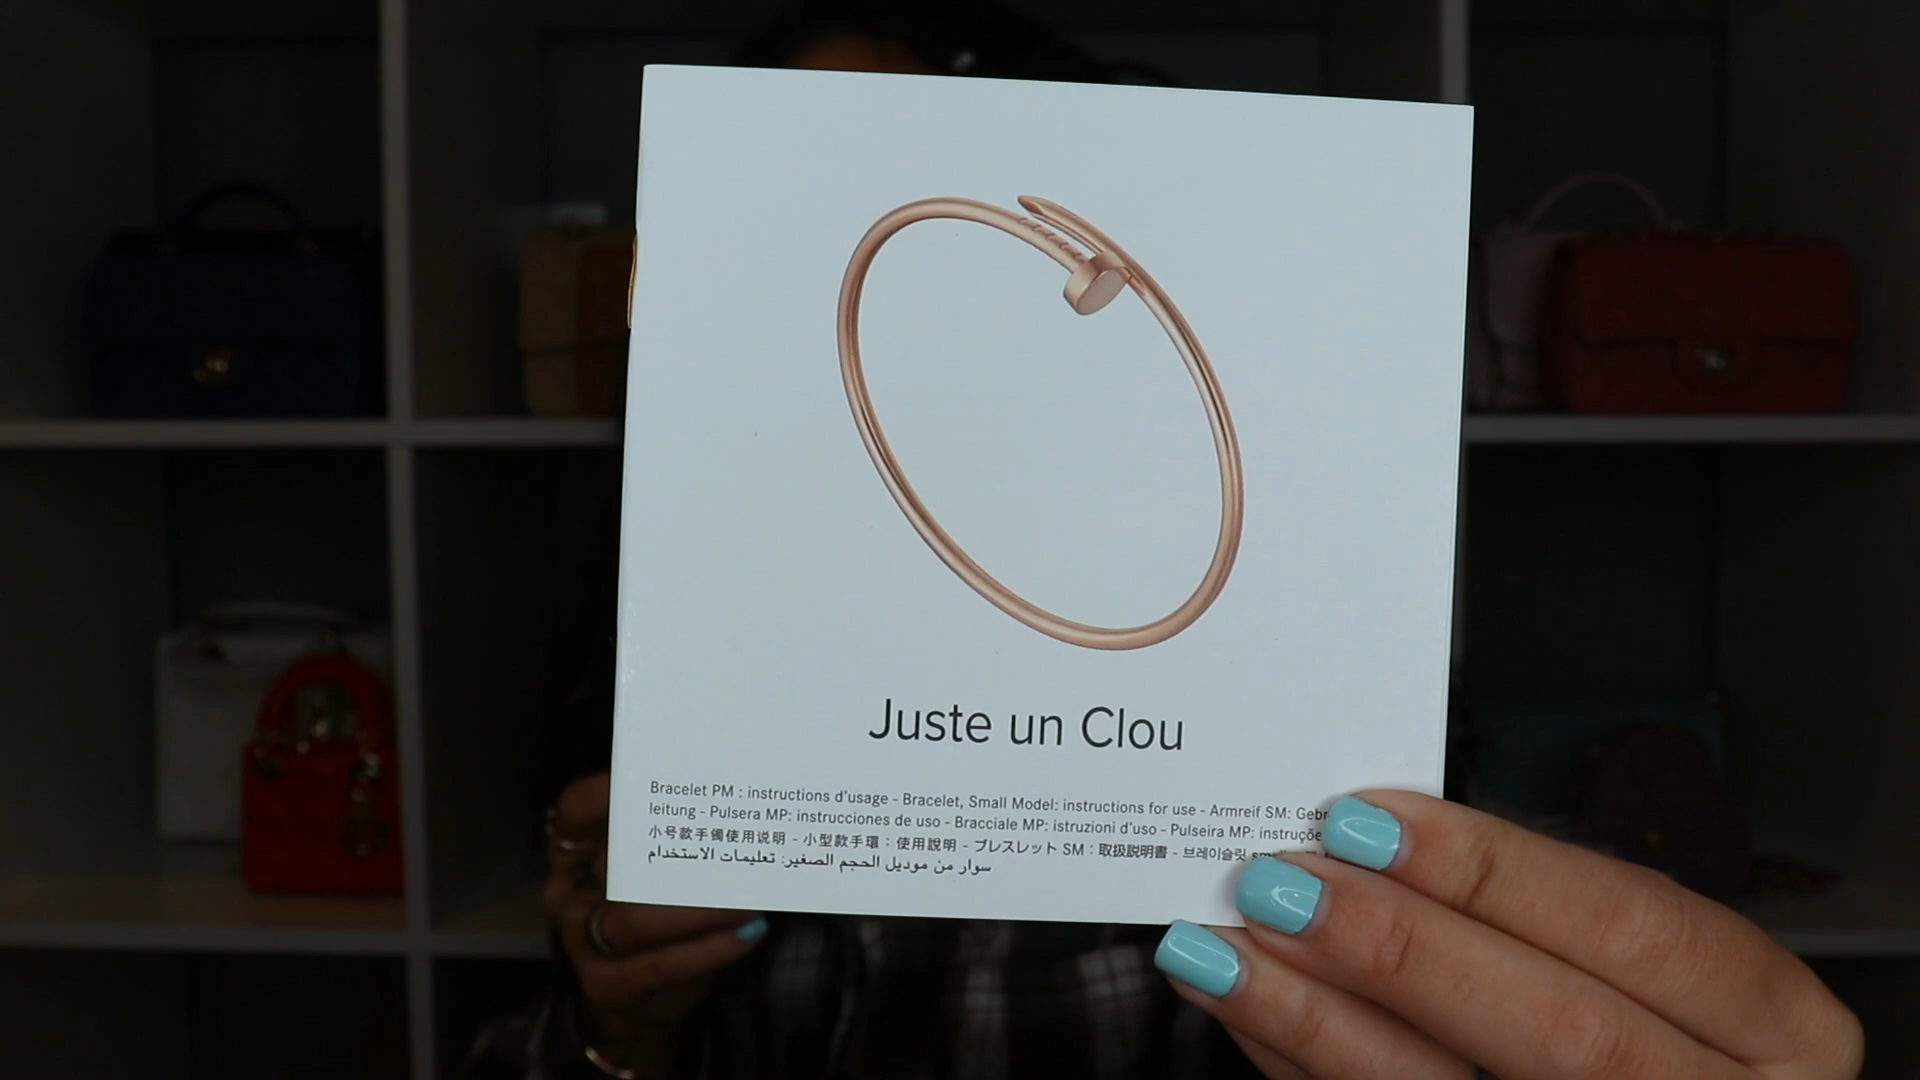 Juste un Clou
Bracelet PM : instructions d'usage - Bracelet, Small Model: instructions for use - Armreif SM:
leitung - Pulsera MP: instrucciones de uso - Bracciale MP: istruzioni d'uso - Pulseira MP:
小号款手镯使用说明 - 小型款手環：使用說明 - ブレスレット SM：取扱説明書 - 브레이슬릿
سوار من موديل الحجم الصغير: تعليمات الاستخدام